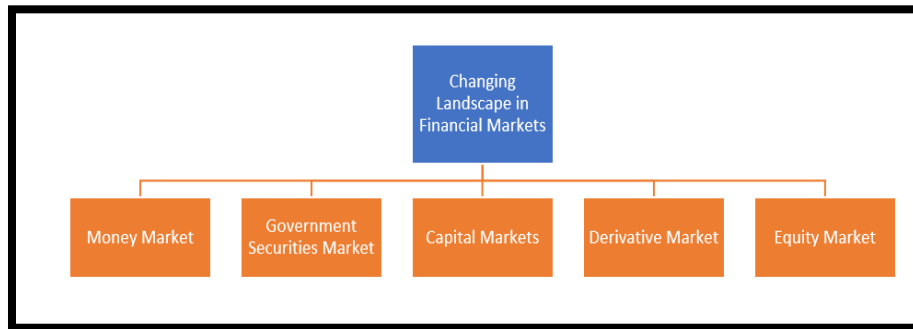 Changing
Landscape in
Financial Markets
Money Market
Government
Securities Market
Capital Markets
Derivative Market
Equity Market